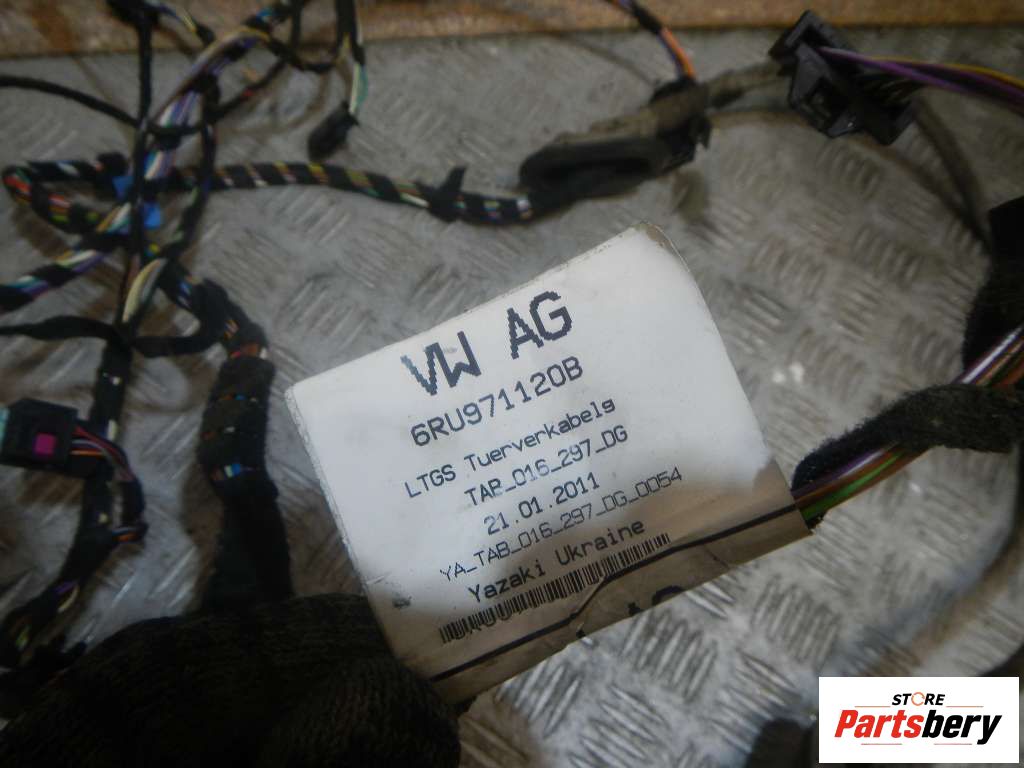 VW AG
6RU971120B
LTGS Tuerverkabelg
TAB_016_297_DG
21.01.2011
YA_TAB_016_297_DG_0054
Yazaki Ukraine
STORE
Partsbery